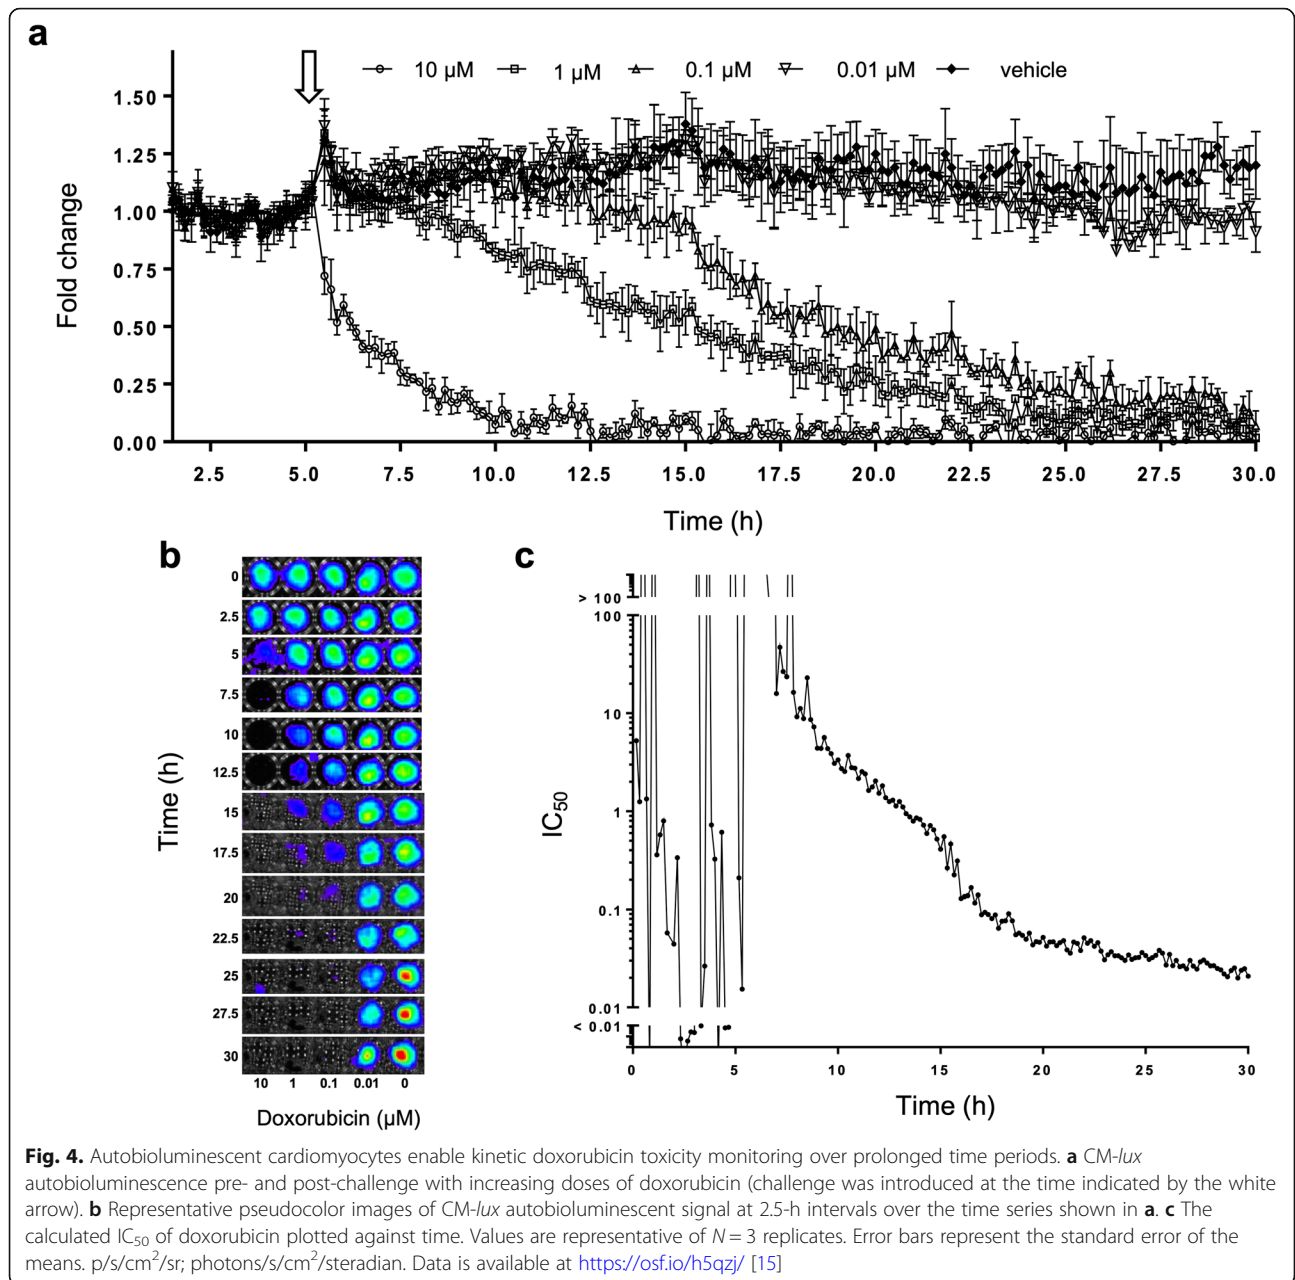 a
10 µM 1 µM 0.1 µM 0.01 µM vehicle
1.50
1.25
1.00
0.75
0.50
0.25
0.00
Fold change
2.5 5.0 7.5 10.0 12.5 15.0 17.5 20.0 22.5 25.0 27.5 30.0
Time (h)
b
0
2.5
5
7.5
10
12.5
15
17.5
20
22.5
25
27.5
30
Time (h)
10 1 0.1 0.01 0
Doxorubicin (µM)
c
> 100
100
10
1
0.1
0.01
< 0.01
IC50
0 5 10 15 20 25 30
Time (h)
Fig. 4. Autobioluminescent cardiomyocytes enable kinetic doxorubicin toxicity monitoring over prolonged time periods. a CM-lux
autobioluminescence pre- and post-challenge with increasing doses of doxorubicin (challenge was introduced at the time indicated by the white
arrow). b Representative pseudocolor images of CM-lux autobioluminescent signal at 2.5-h intervals over the time series shown in a. c The
calculated IC50 of doxorubicin plotted against time. Values are representative of N = 3 replicates. Error bars represent the standard error of the
means. p/s/cm2/sr; photons/s/cm2/steradian. Data is available at https://osf.io/h5qzj/ [15]